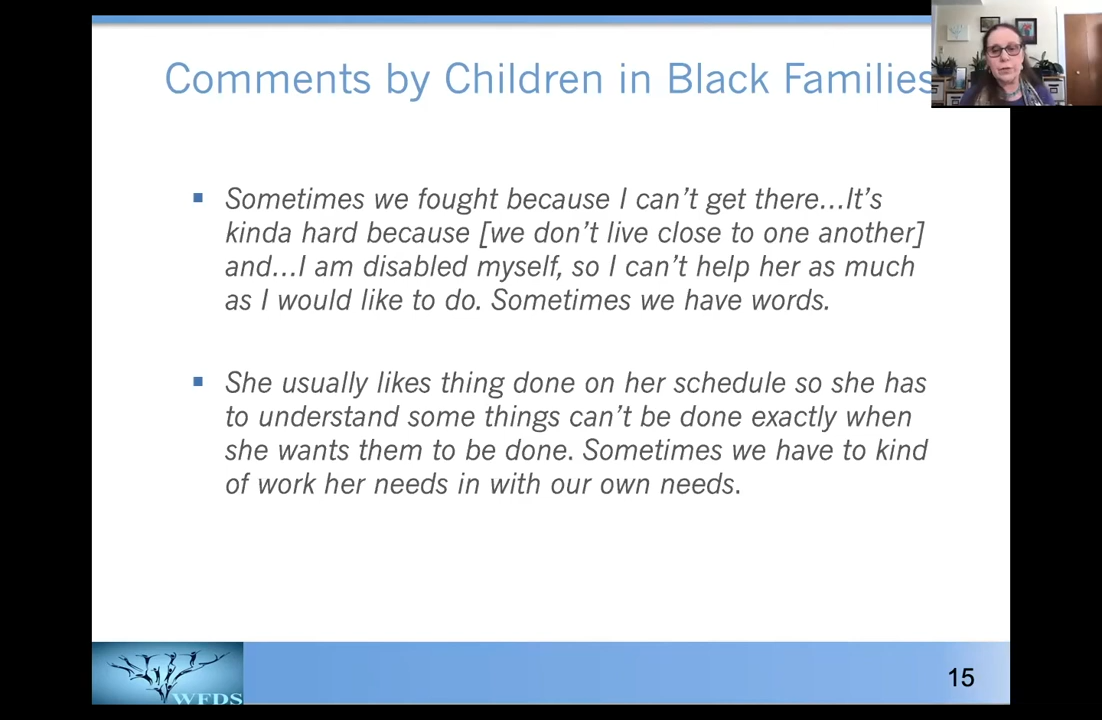 Comments by Children in Black Families
Sometimes we fought because I can't get there...It's
kinda hard because [we don't live close to one another]
and...I am disabled myself, so I can't help her as much
as I would like to do. Sometimes we have words.
She usually likes thing done on her schedule so she has
to understand some things can't be done exactly when
she wants them to be done. Sometimes we have to kind
of work her needs in with our own needs.
WFDS
15